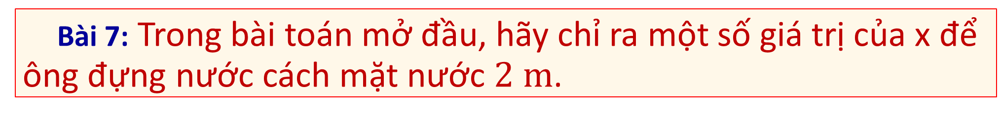 Bài 7: Trong bài toán mở đầu, hãy chỉ ra một số giá trị của x để
ông đựng nước cách mặt nước 2 m.